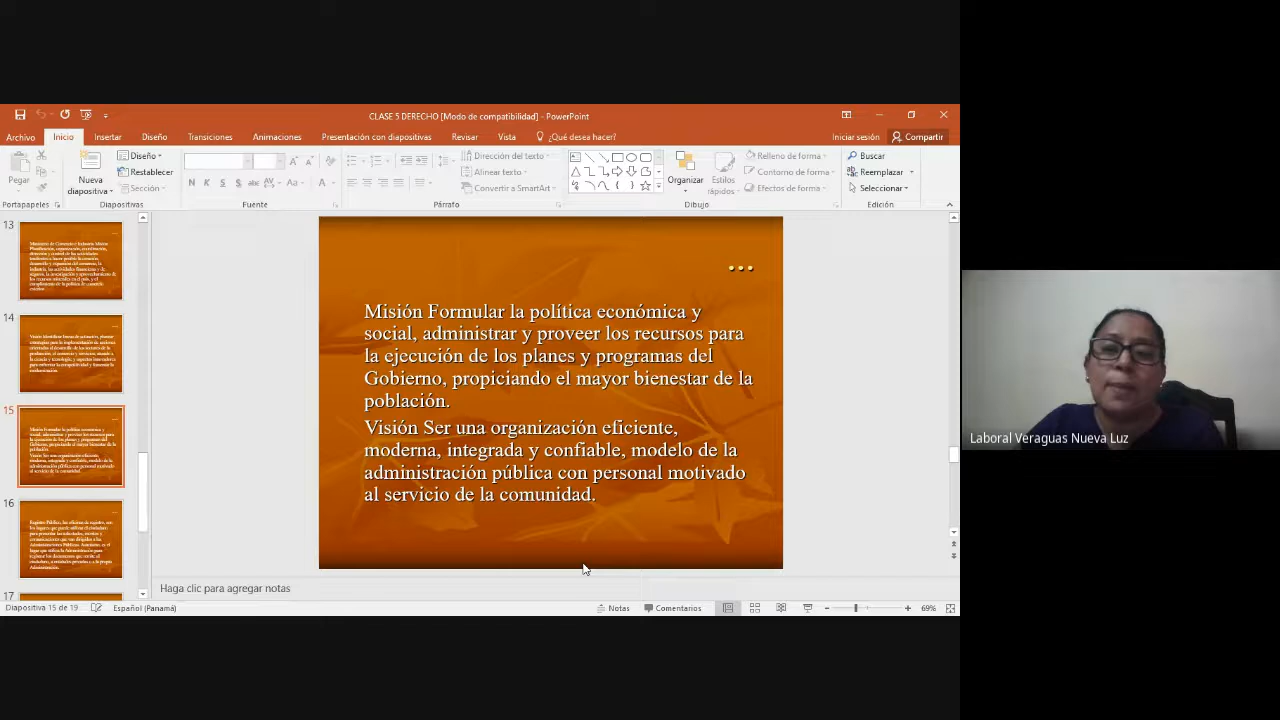 CLASE 5 DERECHO [Modo de compatibilidad] - PowerPoint
Archivo Inicio Insertar Diseño Transiciones Animaciones Presentación con diapositivas Revisar Vista ¿Qué desea hacer? Iniciar sesión Compartir
Pegar
Nueva diapositiva
Diseño
Restablecer
Sección
N K S S abc AV Aa A
Dirección del texto
Alinear texto
Convertir a SmartArt
Organizar
Estilos rápidos
Relleno de forma
Contorno de forma
Efectos de forma
Buscar
Reemplazar
Seleccionar
Portapapeles Diapositivas Fuente Párrafo Dibujo Edición
13
14
15
16
17
...
Misión Formular la política económica y
social, administrar y proveer los recursos para
la ejecución de los planes y programas del
Gobierno, propiciando el mayor bienestar de la
población.
Visión Ser una organización eficiente,
moderna, integrada y confiable, modelo de la
administración pública con personal motivado
al servicio de la comunidad.
Laboral Veraguas Nueva Luz
Haga clic para agregar notas
Diapositiva 15 de 19 Español (Panamá) Notas Comentarios 69%